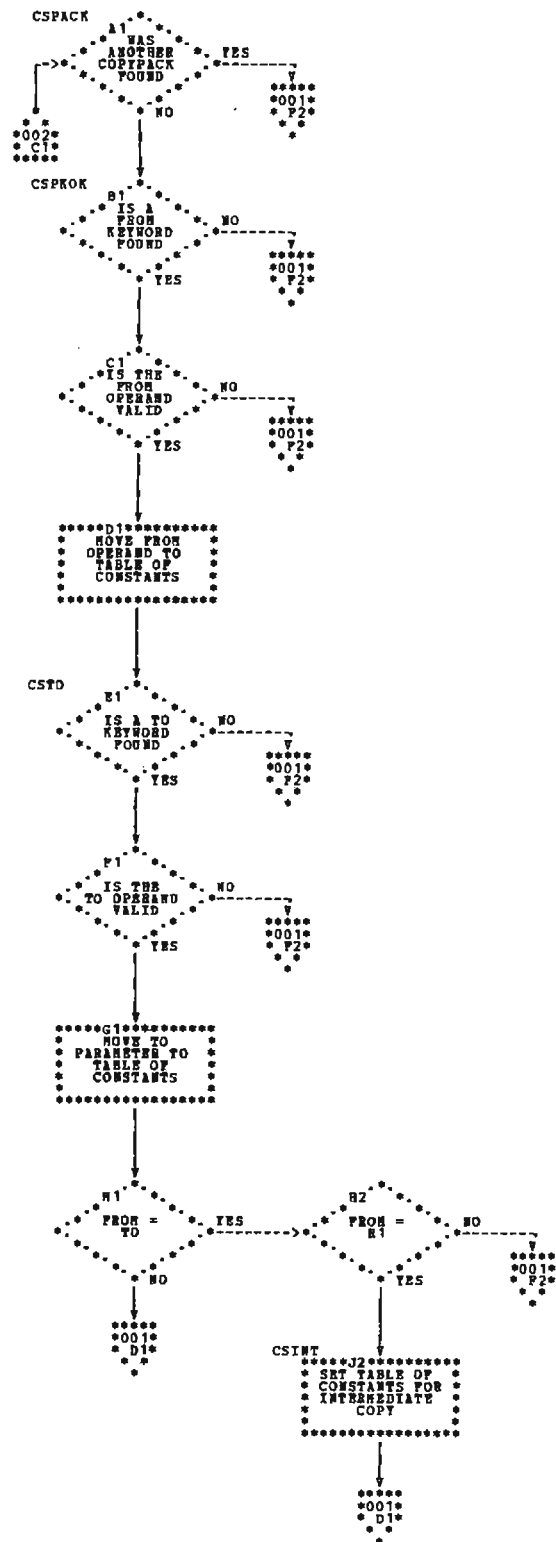 CSPACK
A1
WAS
ANOTHER
COPYPACK
FOUND
YES
001
F2
NO
002
C1
CSPKOK
B1
IS A
FROM
KEYWORD
FOUND
NO
001
F2
YES
C1
IS THE
FROM
OPERAND
VALID
NO
001
F2
YES
D1
MOVE FROM
OPERAND TO
TABLE OF
CONSTANTS
CSTO
E1
IS A TO
KEYWORD
FOUND
NO
001
F2
YES
F1
IS THE
TO OPERAND
VALID
NO
001
F2
YES
G1
MOVE TO
PARAMETER TO
TABLE OF
CONSTANTS
H1
FROM =
TO
YES
NO
001
D1
H2
FROM =
R1
NO
001
F2
YES
CSINT
J2
SET TABLE OF
CONSTANTS FOR
INTERMEDIATE
COPY
001
D1